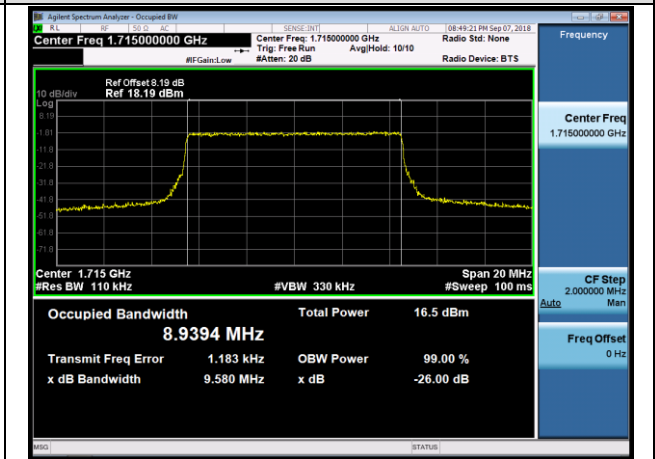 Agilent Spectrum Analyzer - Occupied BW
RL RF 50 Ω AC SENSE:INT ALIGN AUTO 08:49:21 PM Sep 07, 2018
Center Freq 1.715000000 GHz
Center Freq: 1.715000000 GHz
Radio Std: None
Trig: Free Run Avg|Hold: 10/10
#IFGain:Low #Atten: 20 dB
Radio Device: BTS
Frequency
Ref Offset 8.19 dB
10 dB/div Ref 18.19 dBm
Log
8.19
-1.81
-11.8
-21.8
-31.8
-41.8
-51.8
-61.8
-71.8
Center Freq
1.715000000 GHz
Center 1.715 GHz Span 20 MHz
#Res BW 110 kHz #VBW 330 kHz #Sweep 100 ms
CF Step
2.000000 MHz
Auto Man
Occupied Bandwidth Total Power 16.5 dBm
8.9394 MHz
Transmit Freq Error 1.183 kHz OBW Power 99.00 %
x dB Bandwidth 9.580 MHz x dB -26.00 dB
Freq Offset
0 Hz
MSG STATUS